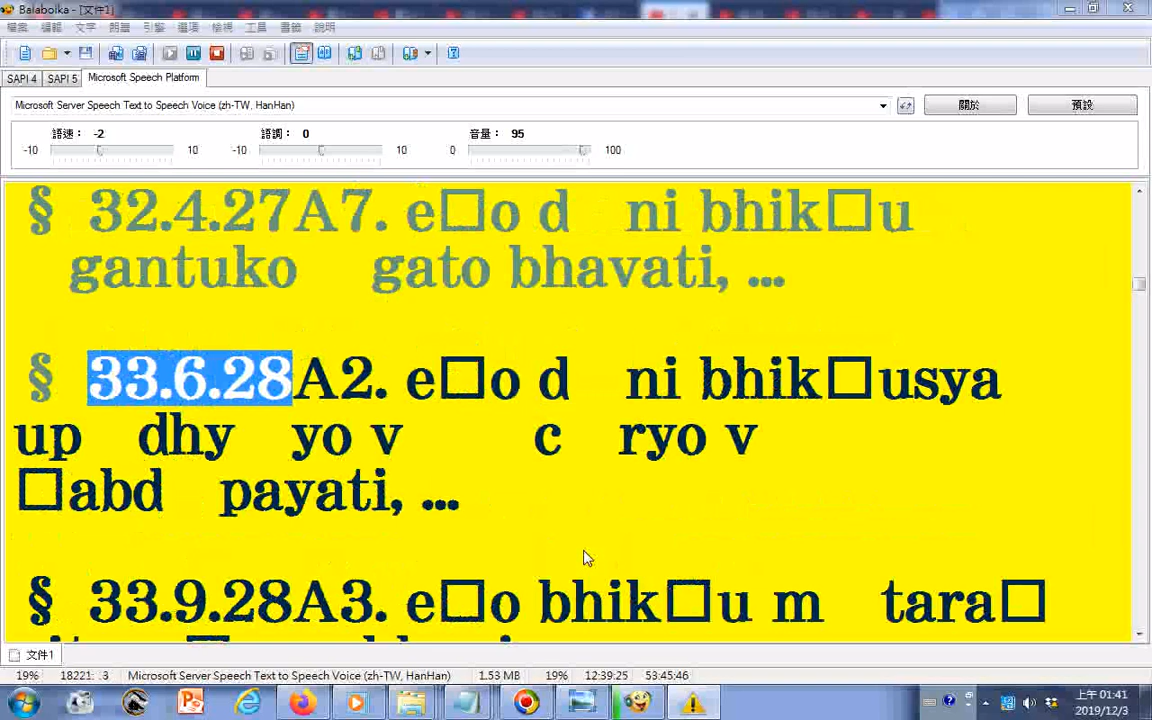 Balabolka - [文件1]
檔案 編輯 文字 朗讀 引擎 選項 檢視 工具 書籤 說明
SAPI 4 SAPI 5 Microsoft Speech Platform
Microsoft Server Speech Text to Speech Voice (zh-TW, HanHan) 關於 預設
語速： -2 語調： 0 音量： 95
-10 10 -10 10 0 100
§ 32.4.27A7. e□o d ni bhik□u
gantuko gato bhavati, ...
§ 33.6.28A2. e□o d ni bhik□usya
up dhy yo v c ryo v
□abd payati, ...
§ 33.9.28A3. e□o bhik□u m tara□
文件1
19% 18221: 3 Microsoft Server Speech Text to Speech Voice (zh-TW, HanHan) 1.53 MB 19% 12:39:25 53:45:46
上午 01:41
2019/12/3